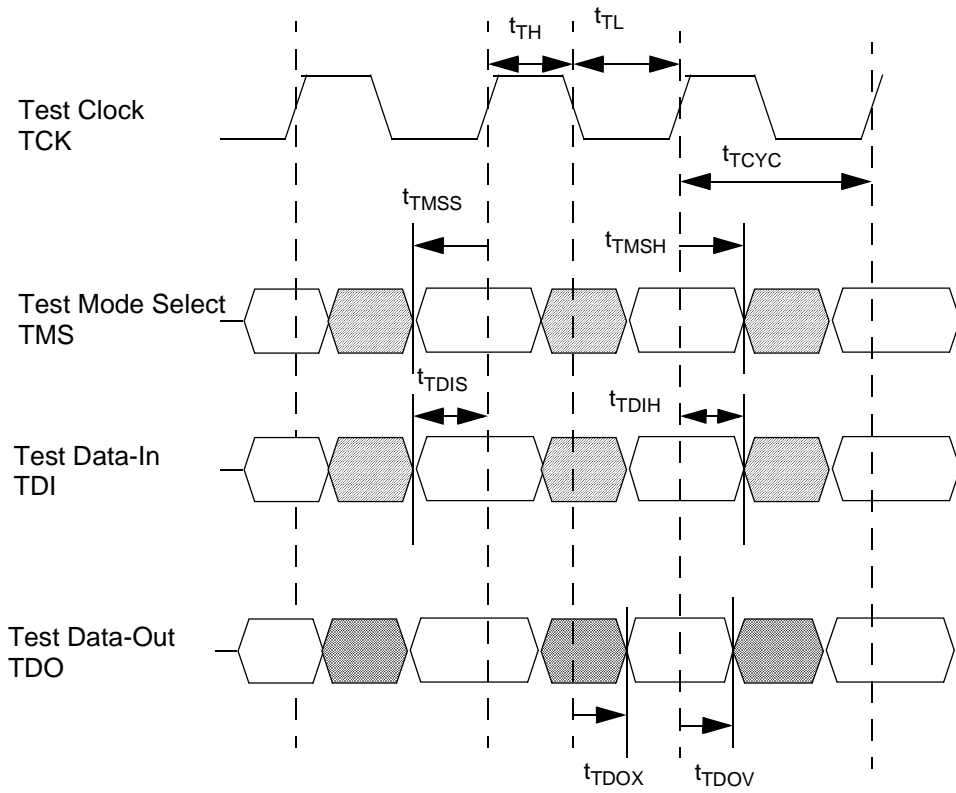 tTH
tTL
Test Clock
TCK
tTCYC
tTMSS
tTMSH
Test Mode Select
TMS
tTDIS
tTDIH
Test Data-In
TDI
Test Data-Out
TDO
tTDOX
tTDOV